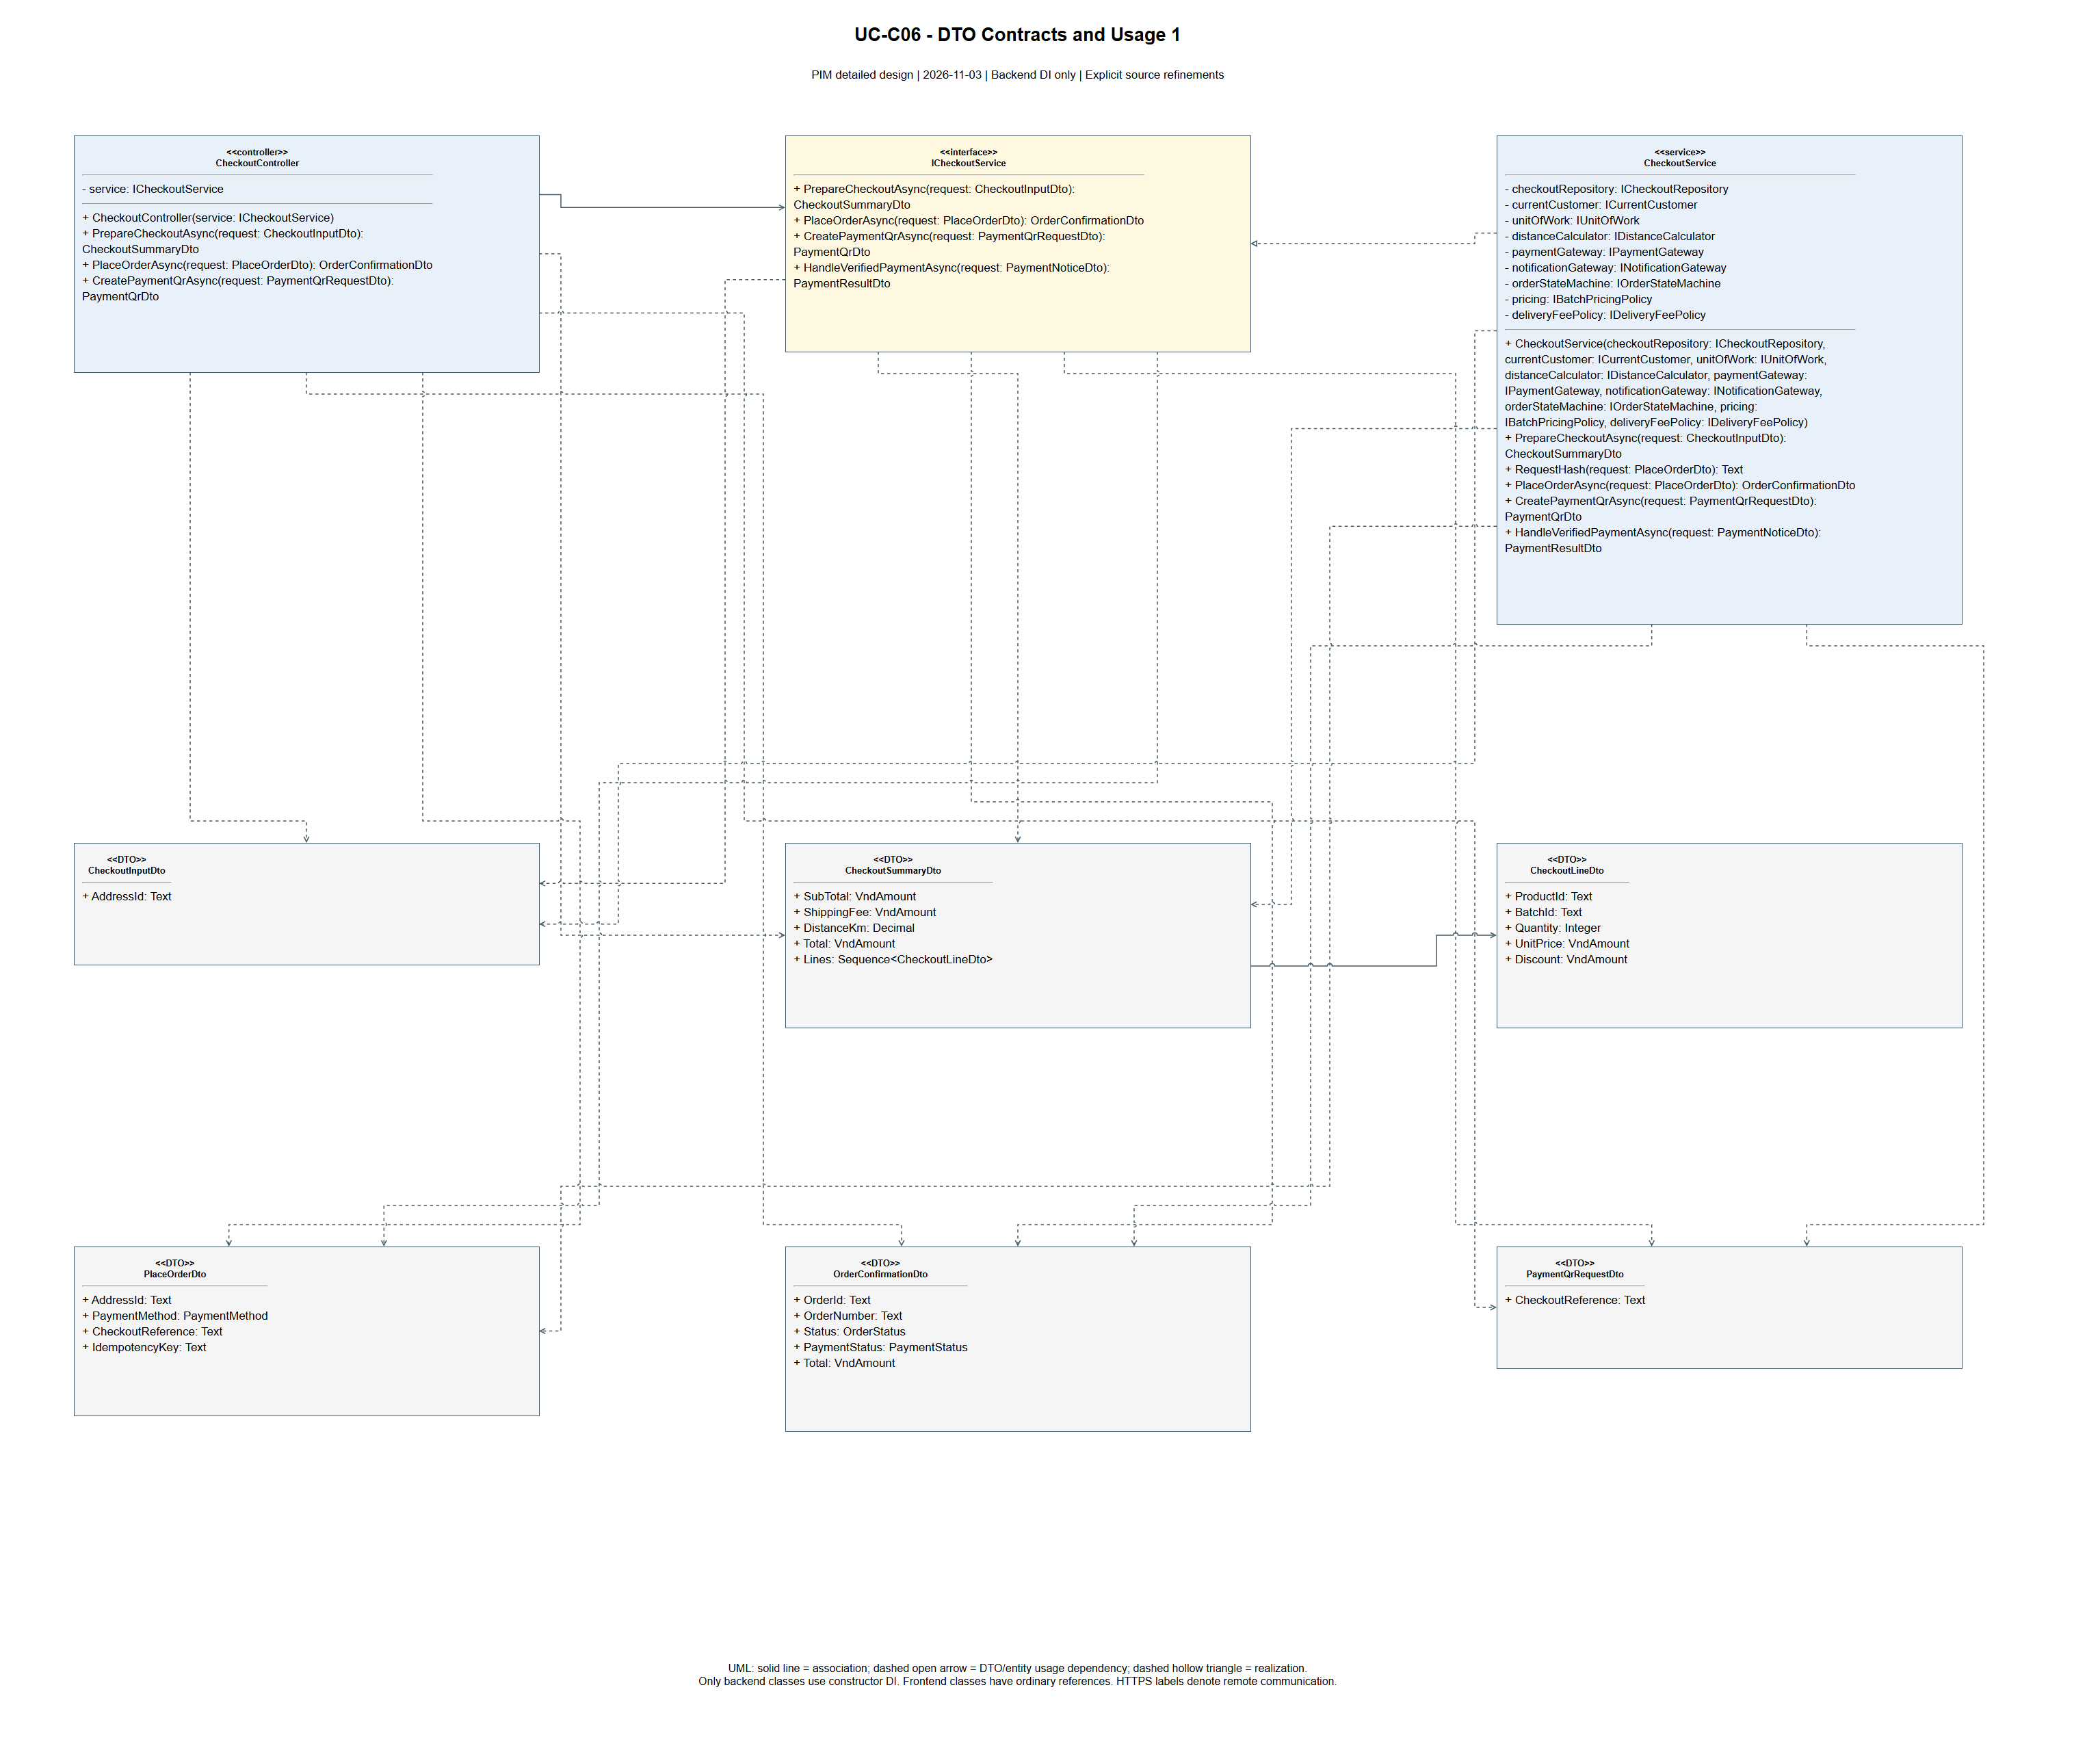 UC-C06 - DTO Contracts and Usage 1
PIM detailed design | 2026-11-03 | Backend DI only | Explicit source refinements
<<controller>>
CheckoutController
- service: ICheckoutService
+ CheckoutController(service: ICheckoutService)
+ PrepareCheckoutAsync(request: CheckoutInputDto):
CheckoutSummaryDto
+ PlaceOrderAsync(request: PlaceOrderDto): OrderConfirmationDto
+ CreatePaymentQrAsync(request: PaymentQrRequestDto):
PaymentQrDto
<<interface>>
ICheckoutService
+ PrepareCheckoutAsync(request: CheckoutInputDto):
CheckoutSummaryDto
+ PlaceOrderAsync(request: PlaceOrderDto): OrderConfirmationDto
+ CreatePaymentQrAsync(request: PaymentQrRequestDto):
PaymentQrDto
+ HandleVerifiedPaymentAsync(request: PaymentNoticeDto):
PaymentResultDto
<<service>>
CheckoutService
- checkoutRepository: ICheckoutRepository
- currentCustomer: ICurrentCustomer
- unitOfWork: IUnitOfWork
- distanceCalculator: IDistanceCalculator
- paymentGateway: IPaymentGateway
- notificationGateway: INotificationGateway
- orderStateMachine: IOrderStateMachine
- pricing: IBatchPricingPolicy
- deliveryFeePolicy: IDeliveryFeePolicy
+ CheckoutService(checkoutRepository: ICheckoutRepository,
currentCustomer: ICurrentCustomer, unitOfWork: IUnitOfWork,
distanceCalculator: IDistanceCalculator, paymentGateway:
IPaymentGateway, notificationGateway: INotificationGateway,
orderStateMachine: IOrderStateMachine, pricing:
IBatchPricingPolicy, deliveryFeePolicy: IDeliveryFeePolicy)
+ PrepareCheckoutAsync(request: CheckoutInputDto):
CheckoutSummaryDto
+ RequestHash(request: PlaceOrderDto): Text
+ PlaceOrderAsync(request: PlaceOrderDto): OrderConfirmationDto
+ CreatePaymentQrAsync(request: PaymentQrRequestDto):
PaymentQrDto
+ HandleVerifiedPaymentAsync(request: PaymentNoticeDto):
PaymentResultDto
<<DTO>>
CheckoutInputDto
+ AddressId: Text
<<DTO>>
CheckoutSummaryDto
+ SubTotal: VndAmount
+ ShippingFee: VndAmount
+ DistanceKm: Decimal
+ Total: VndAmount
+ Lines: Sequence<CheckoutLineDto>
<<DTO>>
CheckoutLineDto
+ ProductId: Text
+ BatchId: Text
+ Quantity: Integer
+ UnitPrice: VndAmount
+ Discount: VndAmount
<<DTO>>
PlaceOrderDto
+ AddressId: Text
+ PaymentMethod: PaymentMethod
+ CheckoutReference: Text
+ IdempotencyKey: Text
<<DTO>>
OrderConfirmationDto
+ OrderId: Text
+ OrderNumber: Text
+ Status: OrderStatus
+ PaymentStatus: PaymentStatus
+ Total: VndAmount
<<DTO>>
PaymentQrRequestDto
+ CheckoutReference: Text
UML: solid line = association; dashed open arrow = DTO/entity usage dependency; dashed hollow triangle = realization.
Only backend classes use constructor DI. Frontend classes have ordinary references. HTTPS labels denote remote communication.